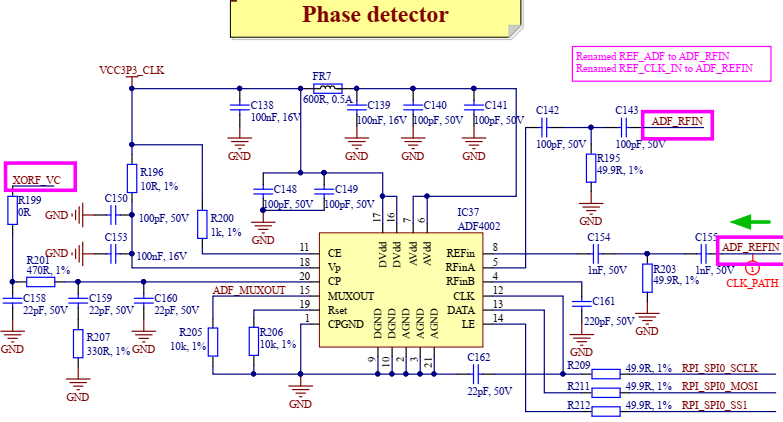 Phase detector
Renamed REF_ADF to ADF_RFIN
Renamed REF_CLK_IN to ADF_REFIN
VCC3P3_CLK
FR7
600R, 0.5A
C138
100nF, 16V
GND
C139
100nF, 16V
GND
C140
100pF, 50V
GND
C141
100pF, 50V
GND
C142
100pF, 50V
C143
100pF, 50V
ADF_RFIN
R195
49.9R, 1%
GND
XORF_VC
R199
0R
R196
10R, 1%
GND
C150
100pF, 50V
GND
C153
100nF, 16V
R200
1k, 1%
C148
100pF, 50V
C149
100pF, 50V
GND
IC37
ADF4002
17
16
7
6
DVdd
DVdd
AVdd
AVdd
11
CE
18
Vp
20
CP
15
MUXOUT
19
Rset
1
CPGND
REFin
8
RFinA
5
RFinB
4
CLK
12
DATA
13
LE
14
DGND
DGND
AGND
AGND
AGND
9
10
2
3
21
R201
470R, 1%
C158
22pF, 50V
GND
C159
22pF, 50V
C160
22pF, 50V
GND
R207
330R, 1%
GND
ADF_MUXOUT
R205
10k, 1%
R206
10k, 1%
GND
C154
1nF, 50V
C155
1nF, 50V
ADF_REFIN
1
CLK_PATH
R203
49.9R, 1%
GND
C161
220pF, 50V
GND
C162
22pF, 50V
R209
49.9R, 1%
RPI_SPI0_SCLK
R211
49.9R, 1%
RPI_SPI0_MOSI
R212
49.9R, 1%
RPI_SPI0_SS1